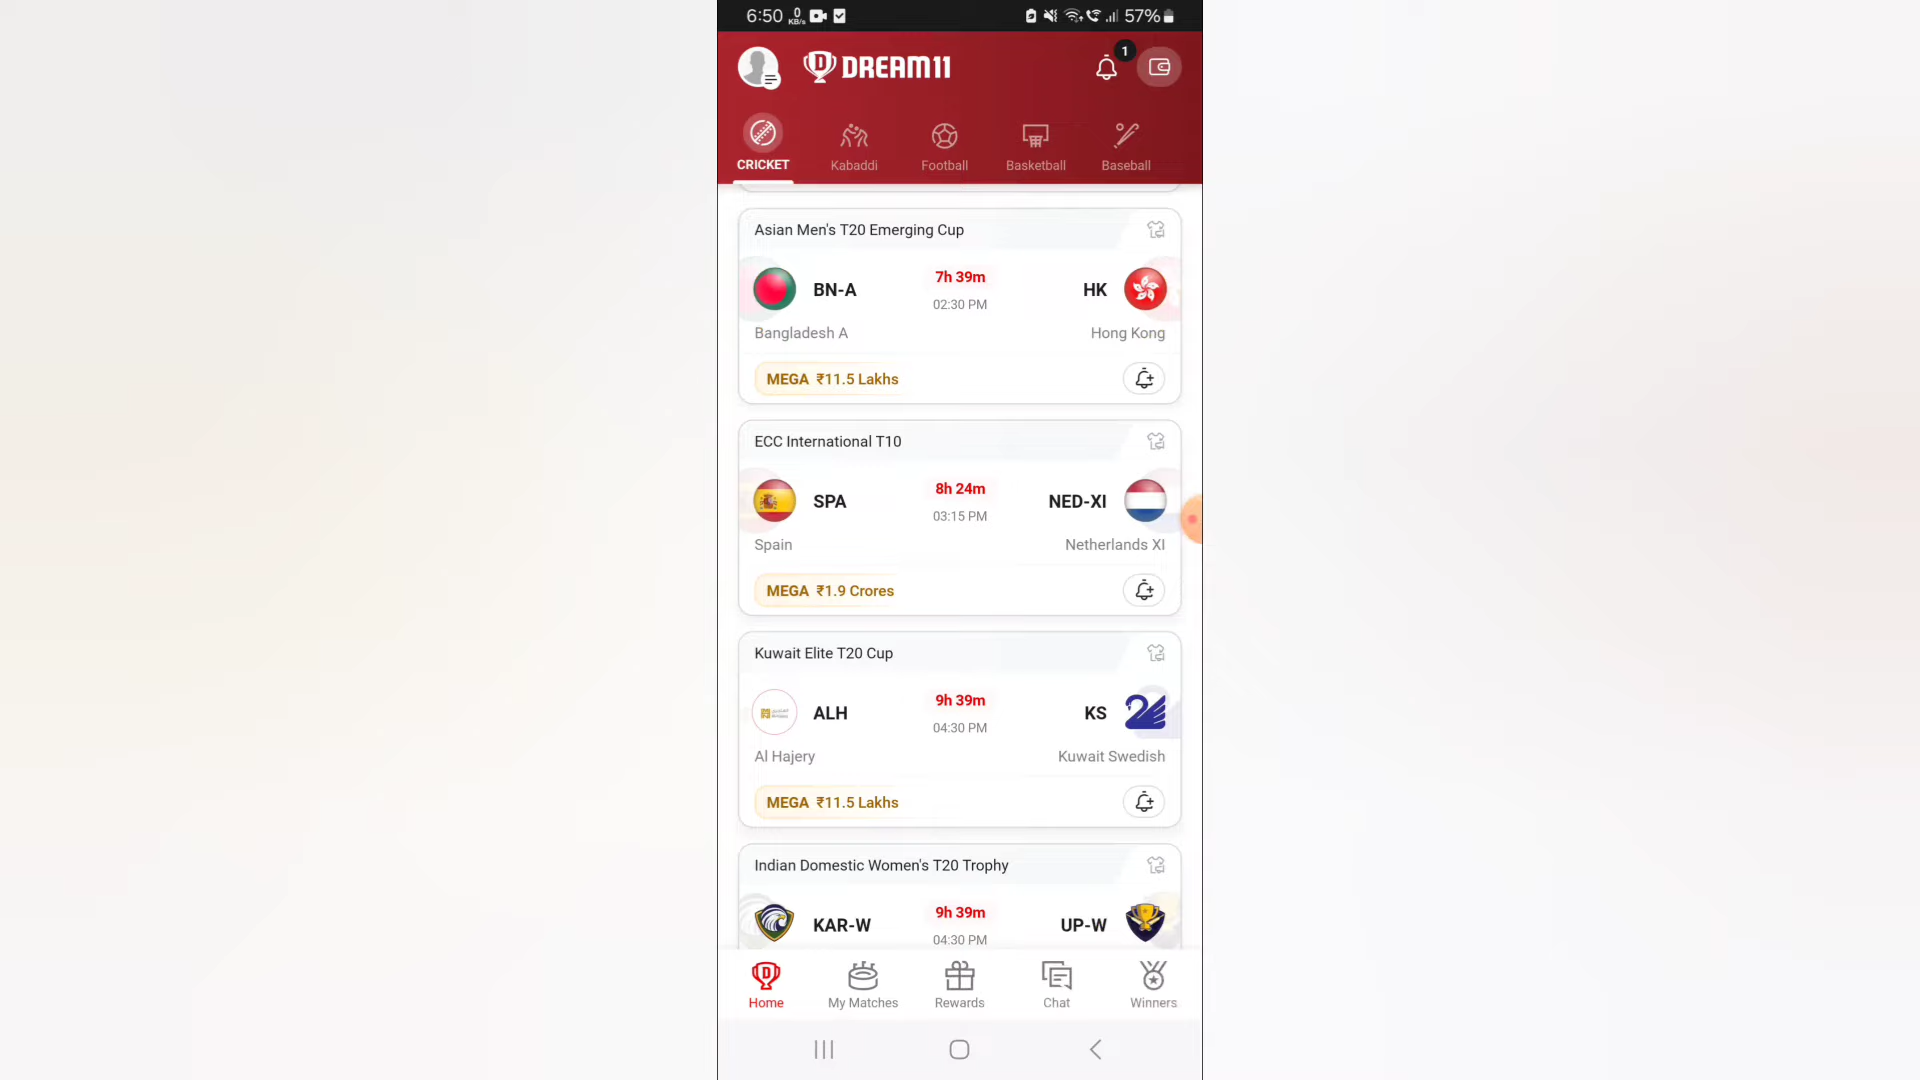 6:50 0 KB/s 57%
DREAM11 1
CRICKET Kabaddi Football Basketball Baseball
Asian Men's T20 Emerging Cup
BN-A 7h 39m HK
02:30 PM
Bangladesh A Hong Kong
MEGA ₹11.5 Lakhs
ECC International T10
SPA 8h 24m NED-XI
03:15 PM
Spain Netherlands XI
MEGA ₹1.9 Crores
Kuwait Elite T20 Cup
ALH 9h 39m KS
04:30 PM
Al Hajery Kuwait Swedish
MEGA ₹11.5 Lakhs
Indian Domestic Women's T20 Trophy
KAR-W 9h 39m UP-W
04:30 PM
Home My Matches Rewards Chat Winners